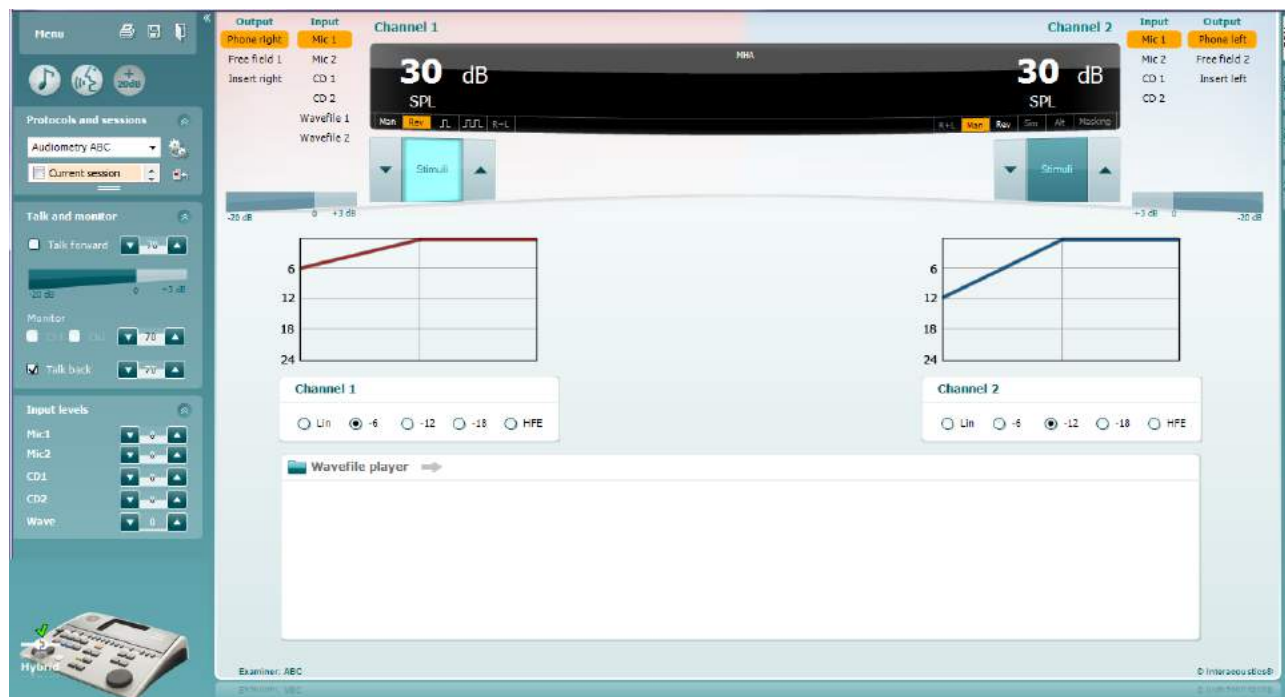 Menu
Protocols and sessions
Audiometry ABC
Current session
Talk and monitor
Talk forward
-20 dB 0 +3 dB
Monitor
70
Talk back 70
Input levels
Mic1 0
Mic2 0
CD1 0
CD2 0
Wave 0
Hybrid
Output Input
Phone right Mic 1
Free field 1 Mic 2
Insert right CD 1
CD 2
Wavefile 1
Wavefile 2
Channel 1
MHA
30 dB
SPL
Man Rev R+L
Stimuli
-20 dB 0 +3 dB
Channel 2
30 dB
SPL
R+L Man Rev Sim Alt Masking
Stimuli
Input Output
Mic 1 Phone left
Mic 2 Free field 2
CD 1 Insert left
CD 2
+3 dB 0 -20 dB
6
12
18
24
6
12
18
24
Channel 1
Lin -6 -12 -18 HFE
Channel 2
Lin -6 -12 -18 HFE
Wavefile player
Examiner: ABC
© Interacoustics®